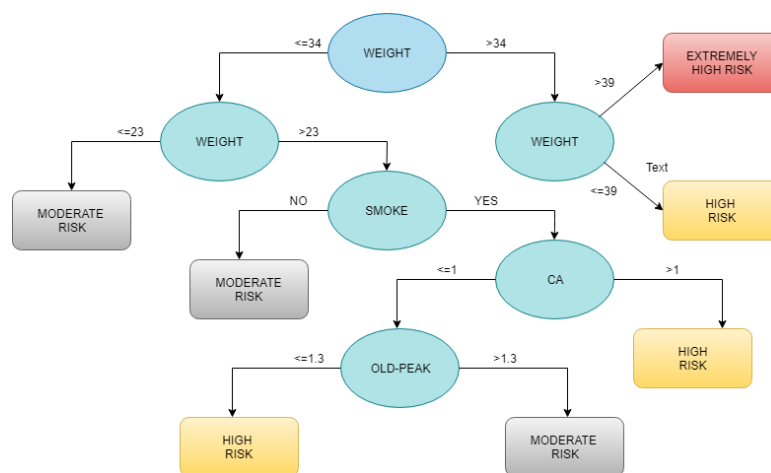 <=34
WEIGHT
>34
EXTREMELY
HIGH RISK
>39
<=23
WEIGHT
>23
WEIGHT
Text
<=39
MODERATE
RISK
NO
SMOKE
YES
HIGH
RISK
MODERATE
RISK
<=1
CA
>1
<=1.3
OLD-PEAK
>1.3
HIGH
RISK
HIGH
RISK
MODERATE
RISK